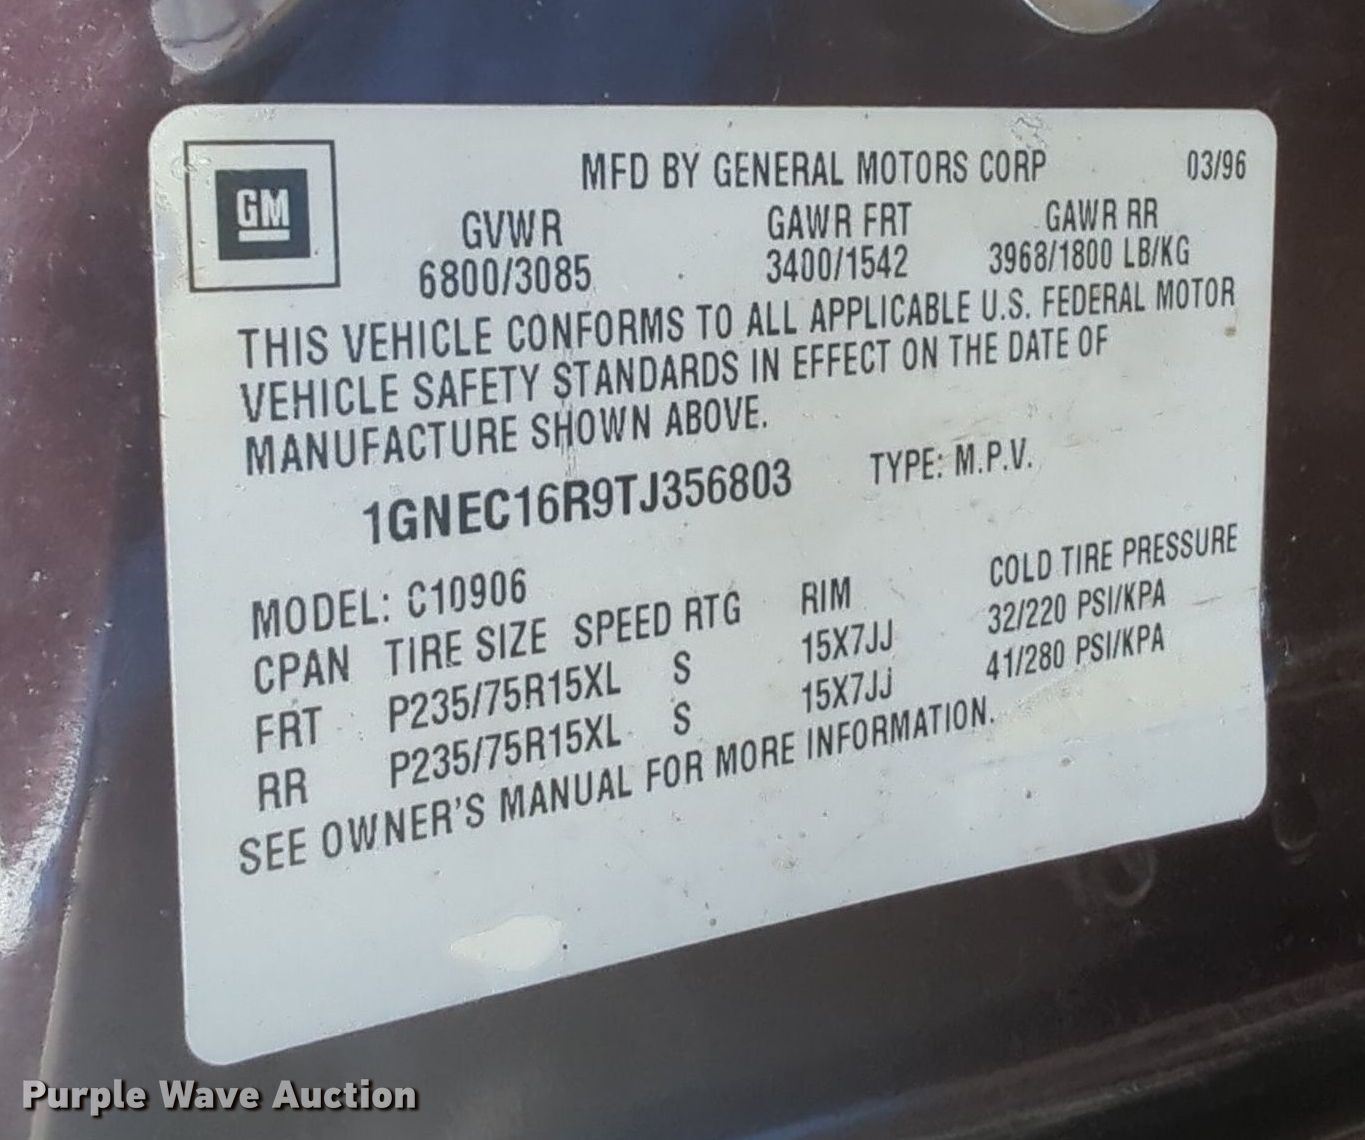 GM
MFD BY GENERAL MOTORS CORP 03/96
GVWR GAWR FRT GAWR RR
6800/3085 3400/1542 3968/1800 LB/KG
THIS VEHICLE CONFORMS TO ALL APPLICABLE U.S. FEDERAL MOTOR
VEHICLE SAFETY STANDARDS IN EFFECT ON THE DATE OF
MANUFACTURE SHOWN ABOVE.
1GNEC16R9TJ356803 TYPE: M.P.V.
MODEL: C10906
CPAN TIRE SIZE SPEED RTG RIM COLD TIRE PRESSURE
FRT P235/75R15XL S 15X7JJ 32/220 PSI/KPA
RR P235/75R15XL S 15X7JJ 41/280 PSI/KPA
SEE OWNER'S MANUAL FOR MORE INFORMATION.
Purple Wave Auction